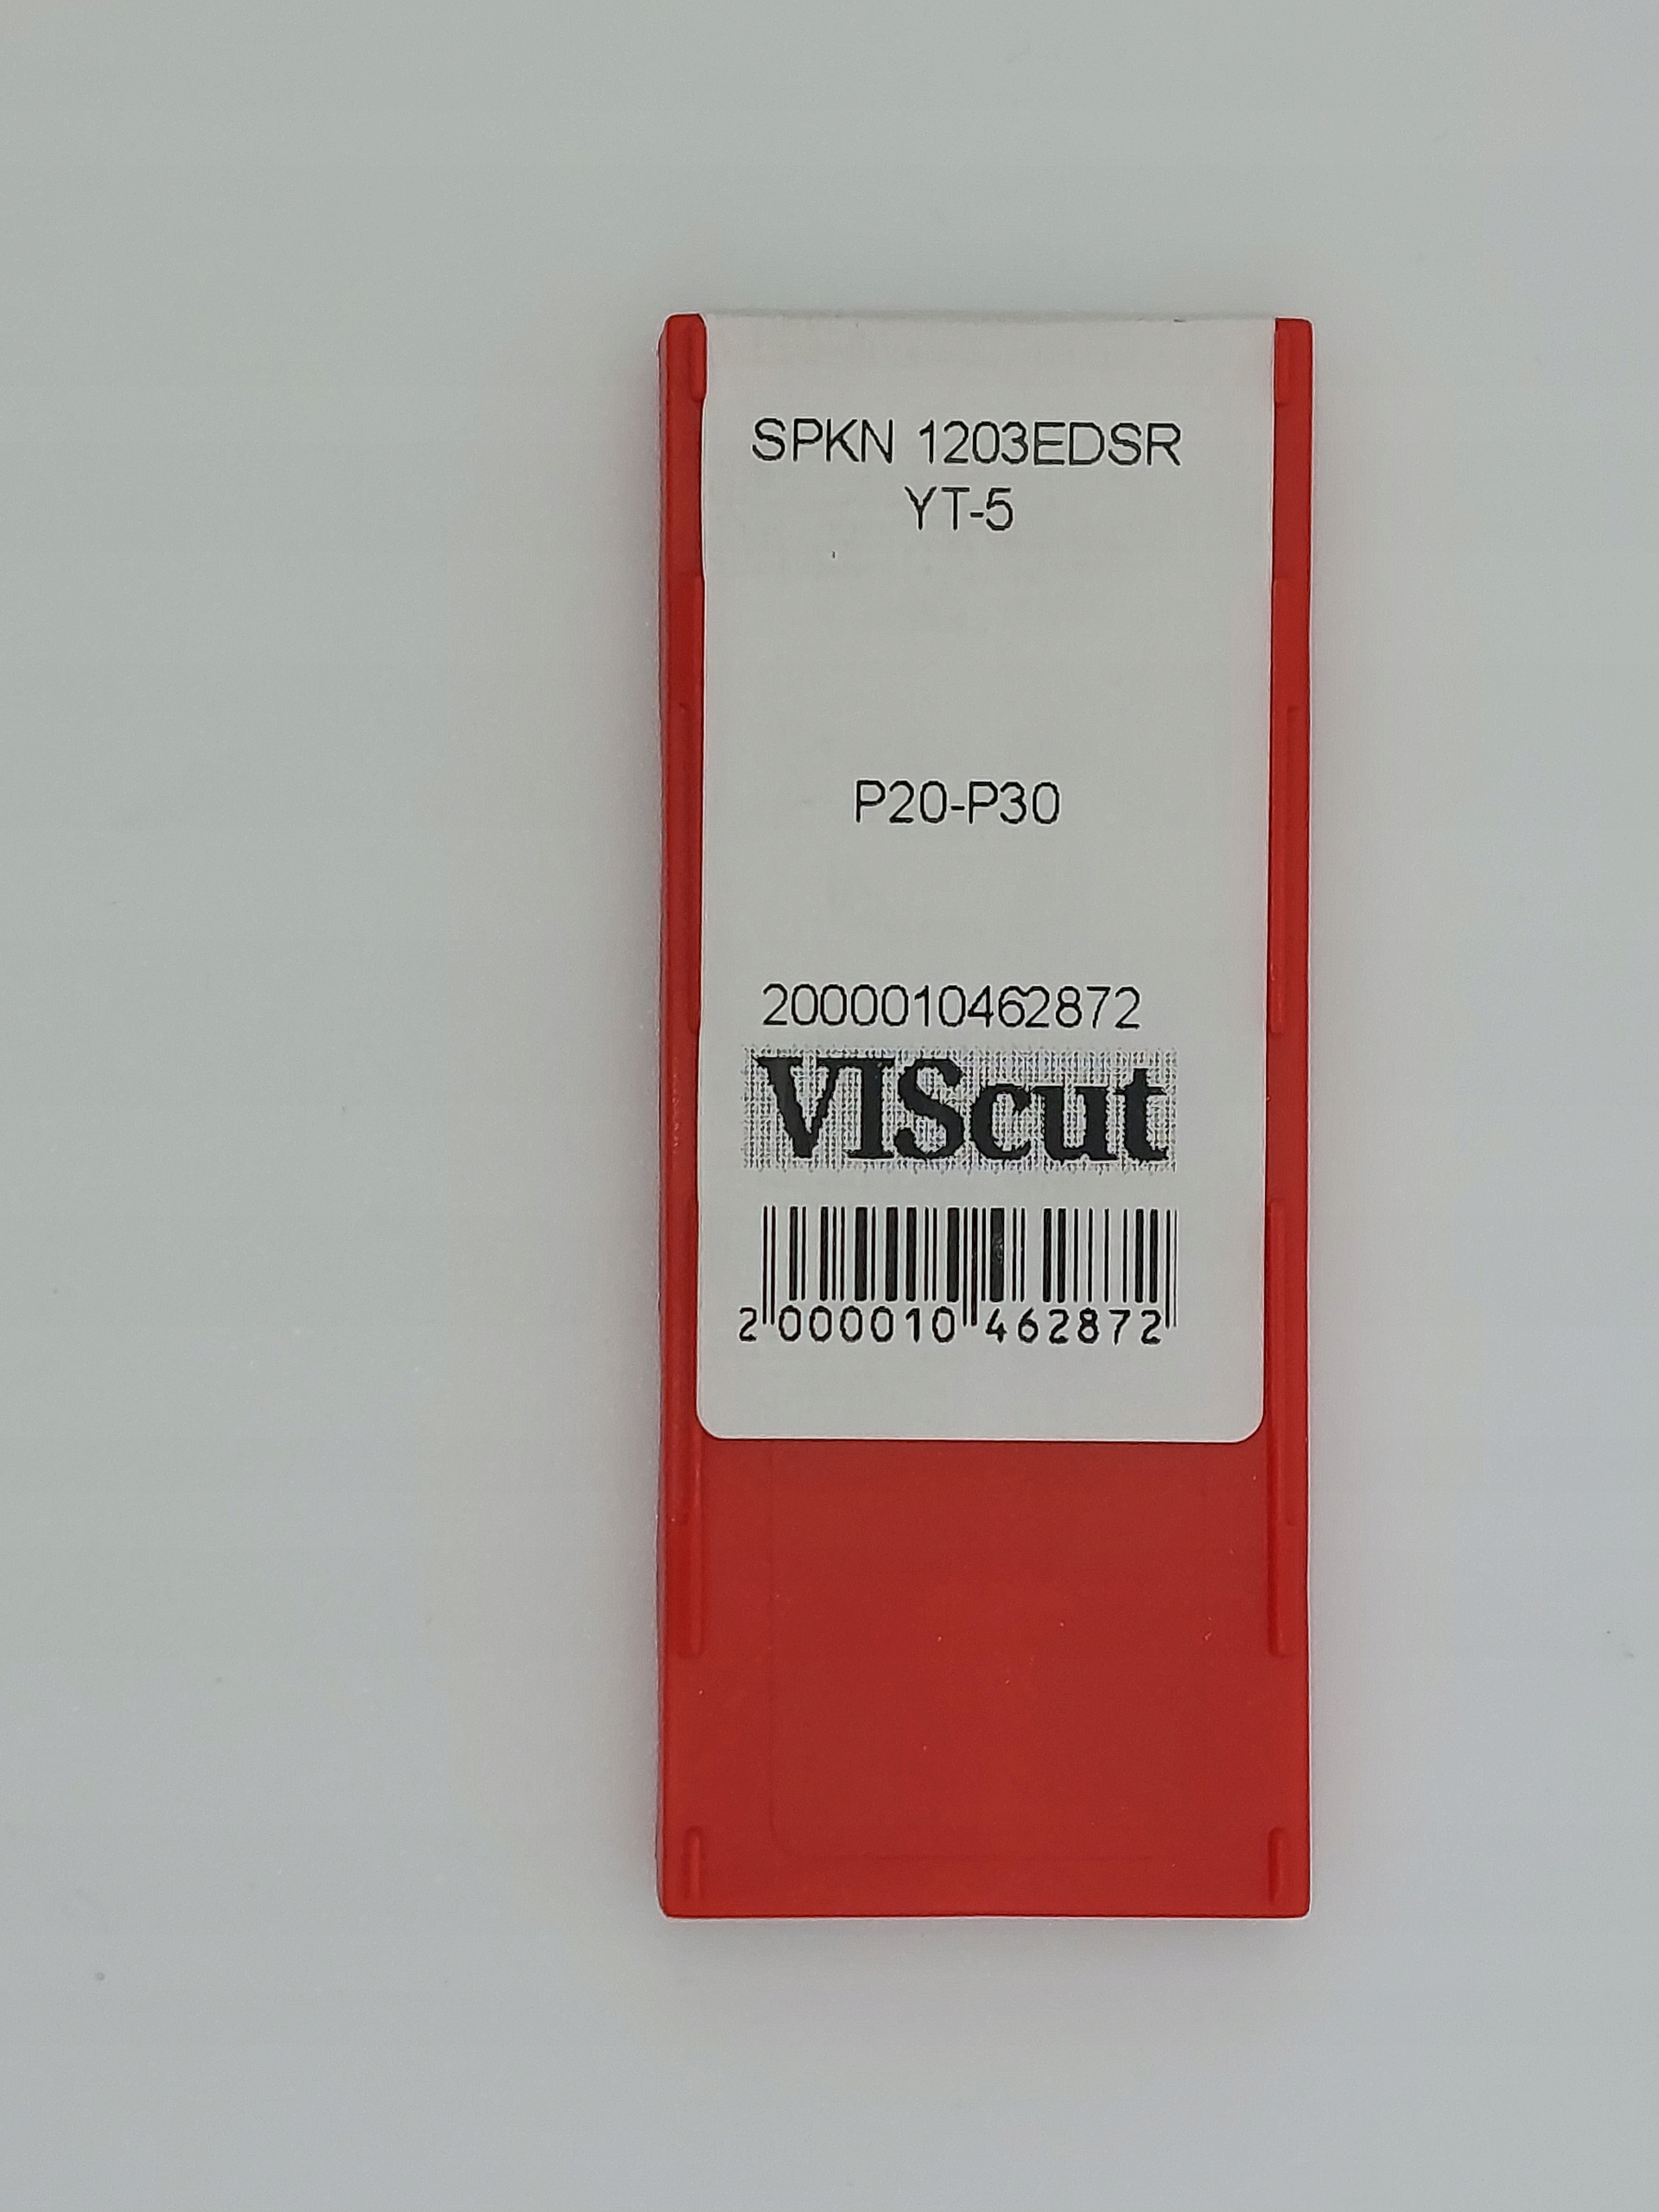 SPKN 1203EDSR
YT-5
P20-P30
2000010462872
VIScut
2 000010 462872